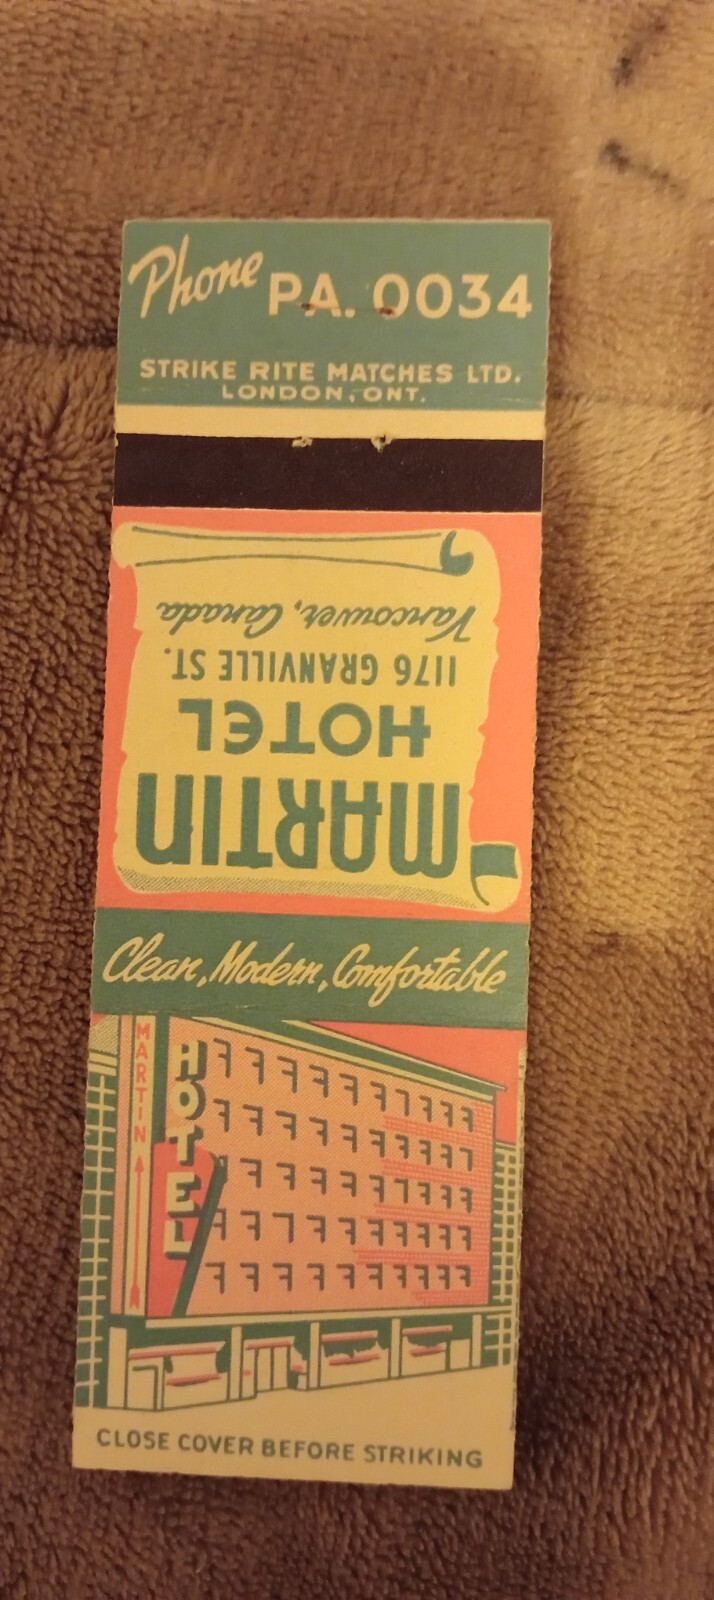 Phone PA. 0034
STRIKE RITE MATCHES LTD.
LONDON, ONT.
MARTIN
HOTEL
1176 GRANVILLE ST.
Vancouver, Canada
Clean, Modern, Comfortable
MARTIN
HOTEL
CLOSE COVER BEFORE STRIKING